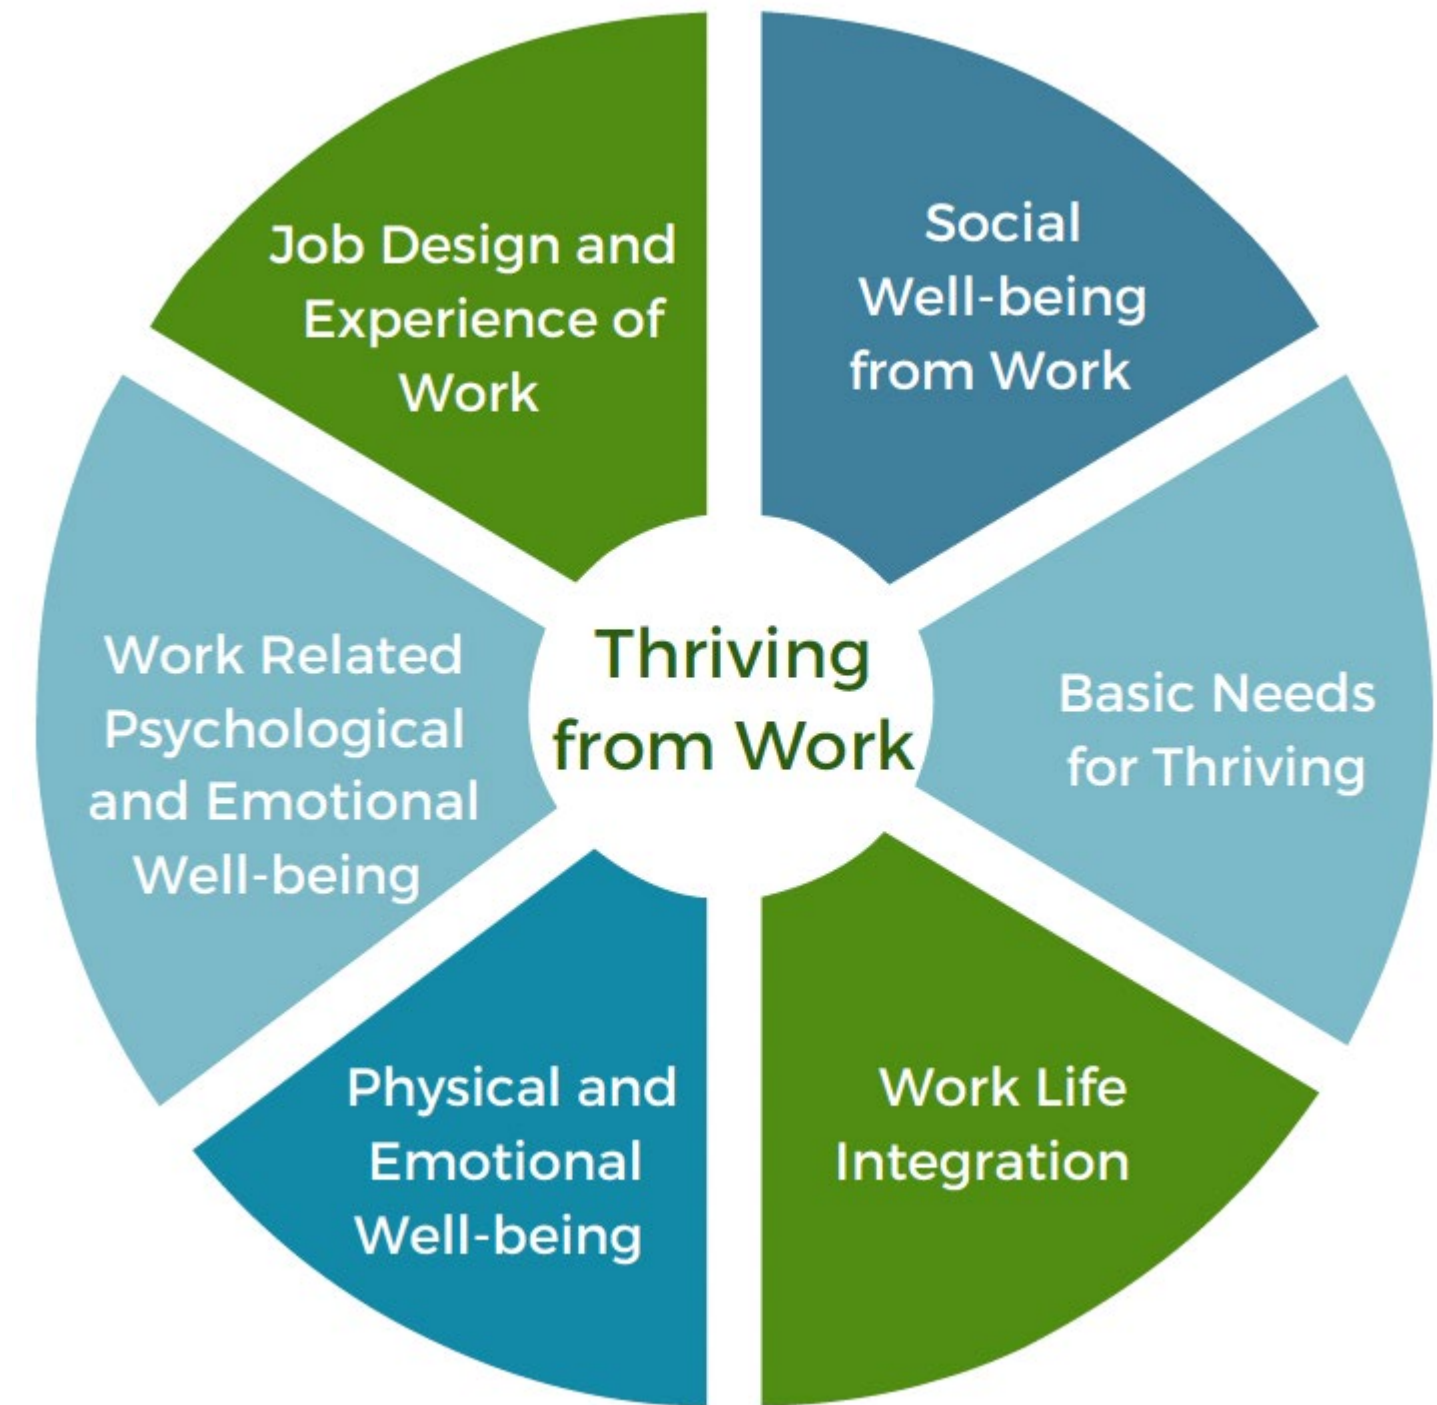 Job Design and
Experience of
Work
Social
Well-being
from Work
Work Related
Psychological
and Emotional
Well-being
Thriving
from Work
Basic Needs
for Thriving
Physical and
Emotional
Well-being
Work Life
Integration